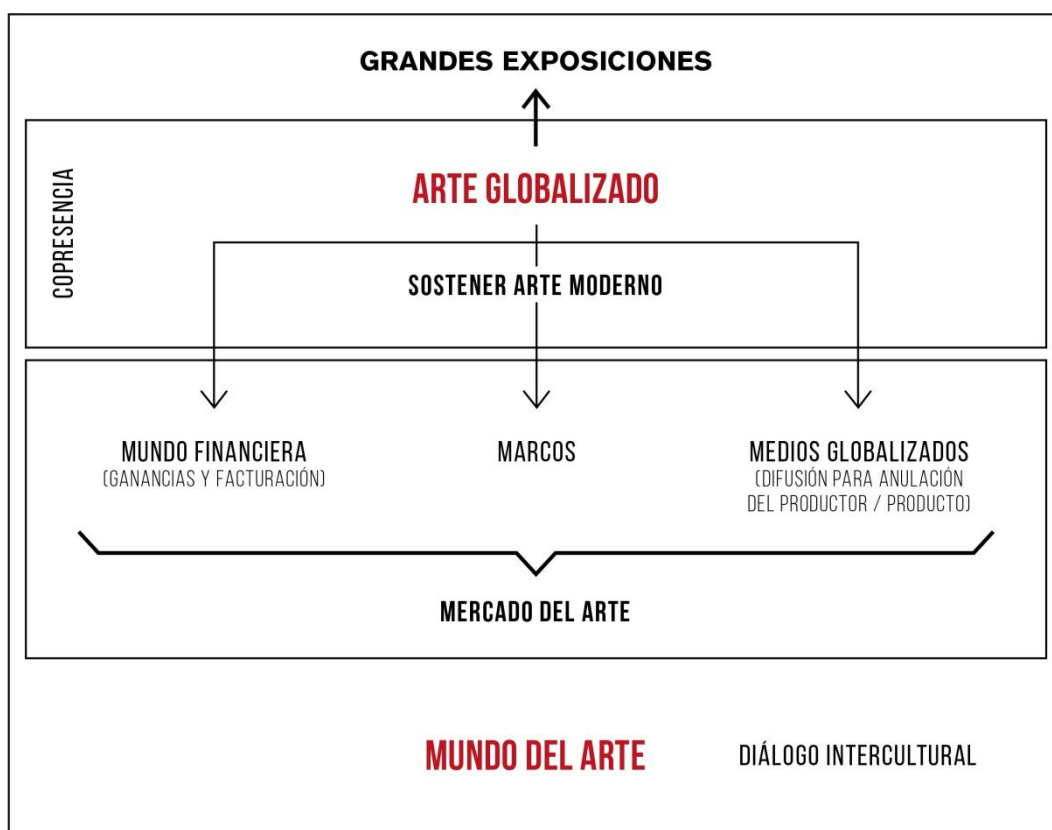 GRANDES EXPOSICIONES
COPRESENCIA
ARTE GLOBALIZADO
SOSTENER ARTE MODERNO
MUNDO FINANCIERA
(GANANCIAS Y FACTURACIÓN)
MARCOS
MEDIOS GLOBALIZADOS
(DIFUSIÓN PARA ANULACIÓN
DEL PRODUCTOR / PRODUCTO)
MERCADO DEL ARTE
MUNDO DEL ARTE
DIÁLOGO INTERCULTURAL